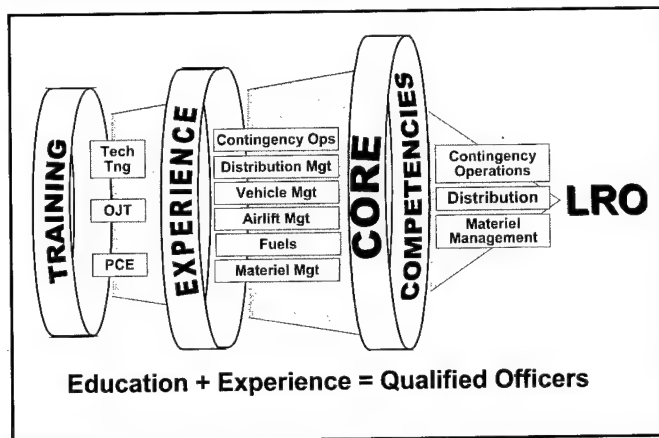 TRAINING
Tech
Tng
OJT
PCE
EXPERIENCE
Contingency Ops
Distribution Mgt
Vehicle Mgt
Airlift Mgt
Fuels
Materiel Mgt
CORE
COMPETENCIES
Contingency
Operations
Distribution
Materiel
Management
LRO
Education + Experience = Qualified Officers